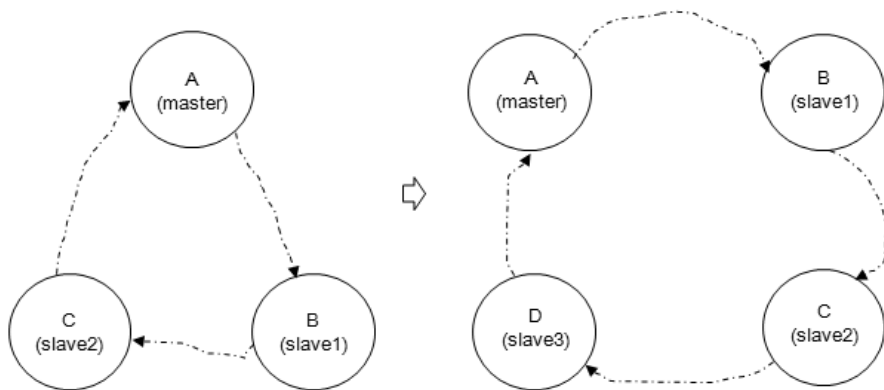 A
(master)
C
(slave2)
B
(slave1)
A
(master)
B
(slave1)
D
(slave3)
C
(slave2)